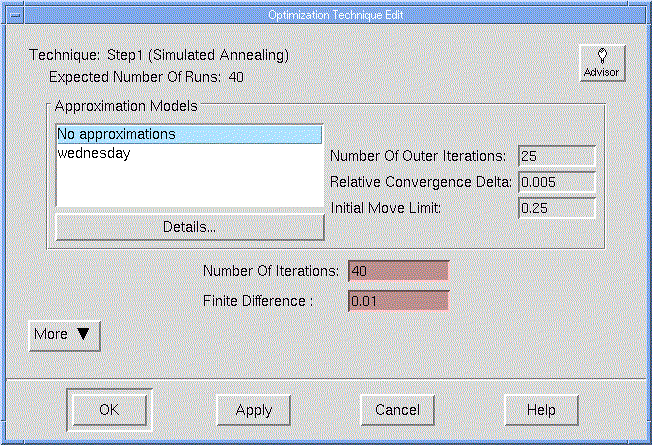 Optimization Technique Edit
Technique: Step1 (Simulated Annealing)
Expected Number Of Runs: 40
Advisor
Approximation Models
No approximations
wednesday
Details...
Number Of Outer Iterations: 25
Relative Convergence Delta: 0.005
Initial Move Limit: 0.25
Number Of Iterations: 40
Finite Difference : 0.01
More ▼
OK Apply Cancel Help